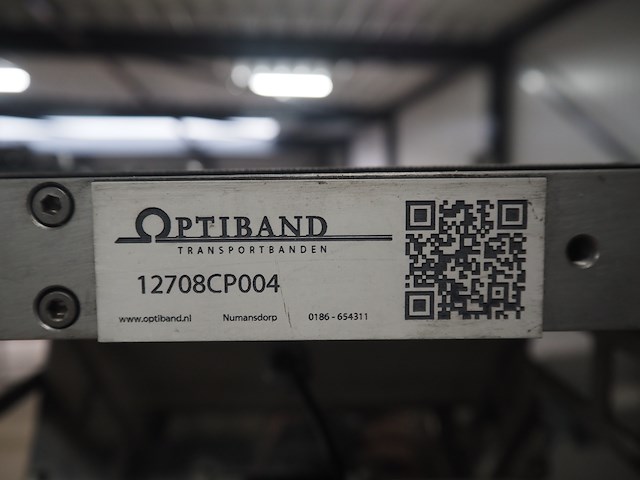 OPTIBAND
TRANSPORTBANDEN
12708CP004
www.optiband.nl Numansdorp 0186 - 654311